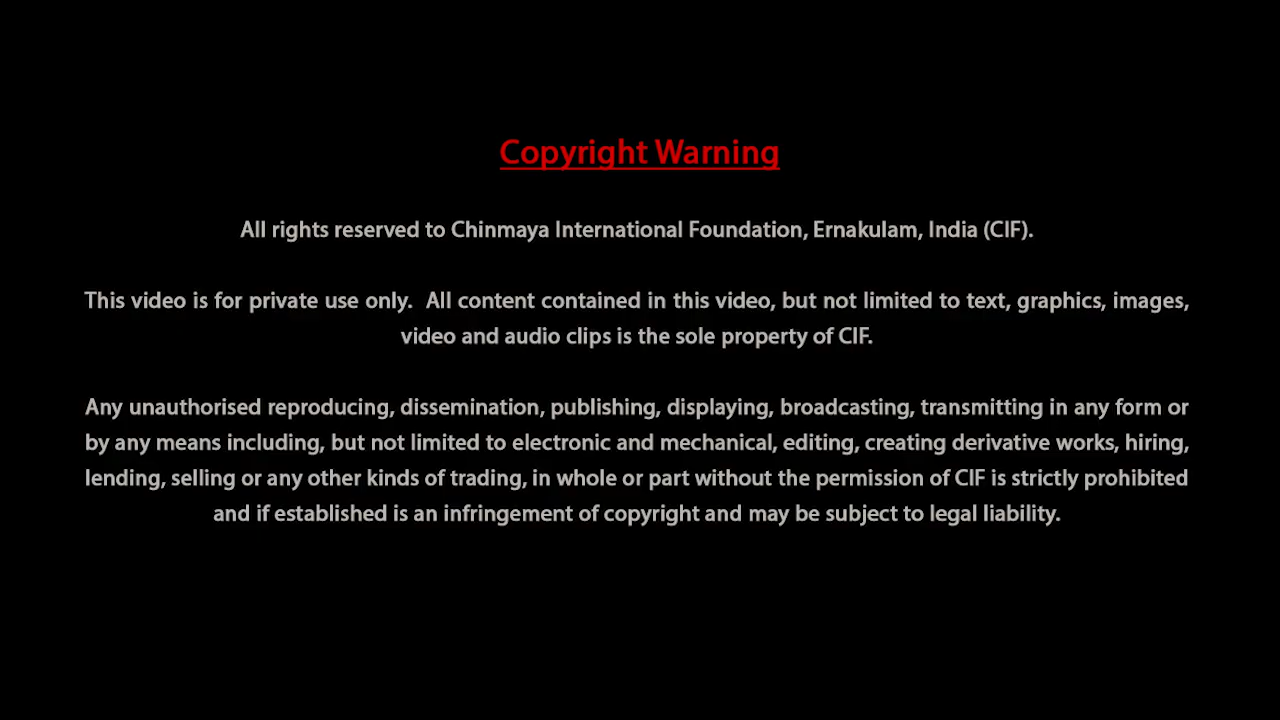 Copyright Warning
All rights reserved to Chinmaya International Foundation, Ernakulam, India (CIF).
This video is for private use only.  All content contained in this video, but not limited to text, graphics, images,
video and audio clips is the sole property of CIF.
Any unauthorised reproducing, dissemination, publishing, displaying, broadcasting, transmitting in any form or
by any means including, but not limited to electronic and mechanical, editing, creating derivative works, hiring,
lending, selling or any other kinds of trading, in whole or part without the permission of CIF is strictly prohibited
and if established is an infringement of copyright and may be subject to legal liability.